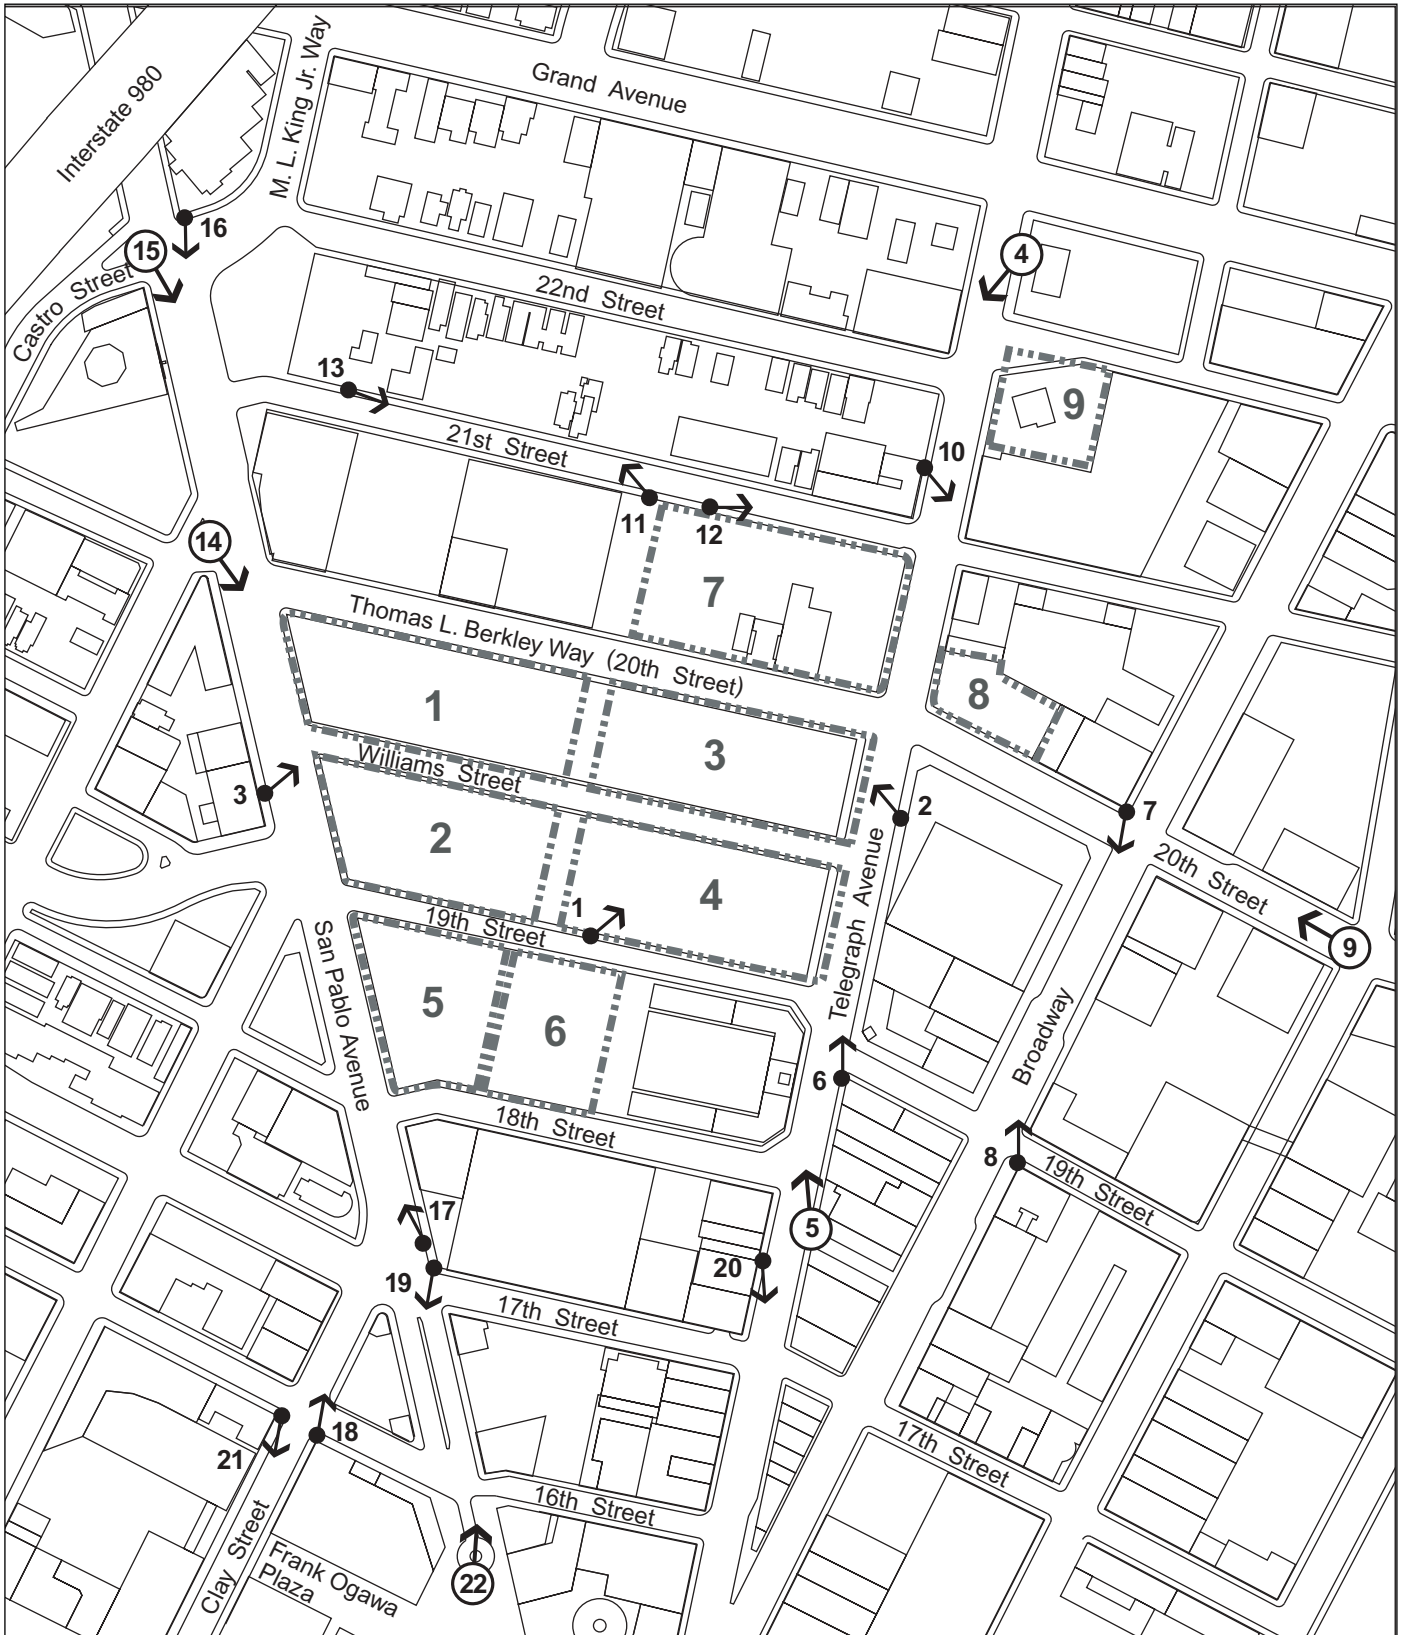 Interstate 980
M. L. King Jr. Way
Grand Avenue
16
15
4
Castro Street
22nd Street
13
9
21st Street
10
11
12
14
7
Thomas L. Berkley Way (20th Street)
1
8
3
Williams Street
3
2
7
2
4
20th Street
1
19th Street
Telegraph Avenue
9
San Pablo Avenue
5
6
Broadway
6
18th Street
8
19th Street
17
5
20
19
17th Street
18
21
17th Street
16th Street
Clay Street
Frank Ogawa
Plaza
22